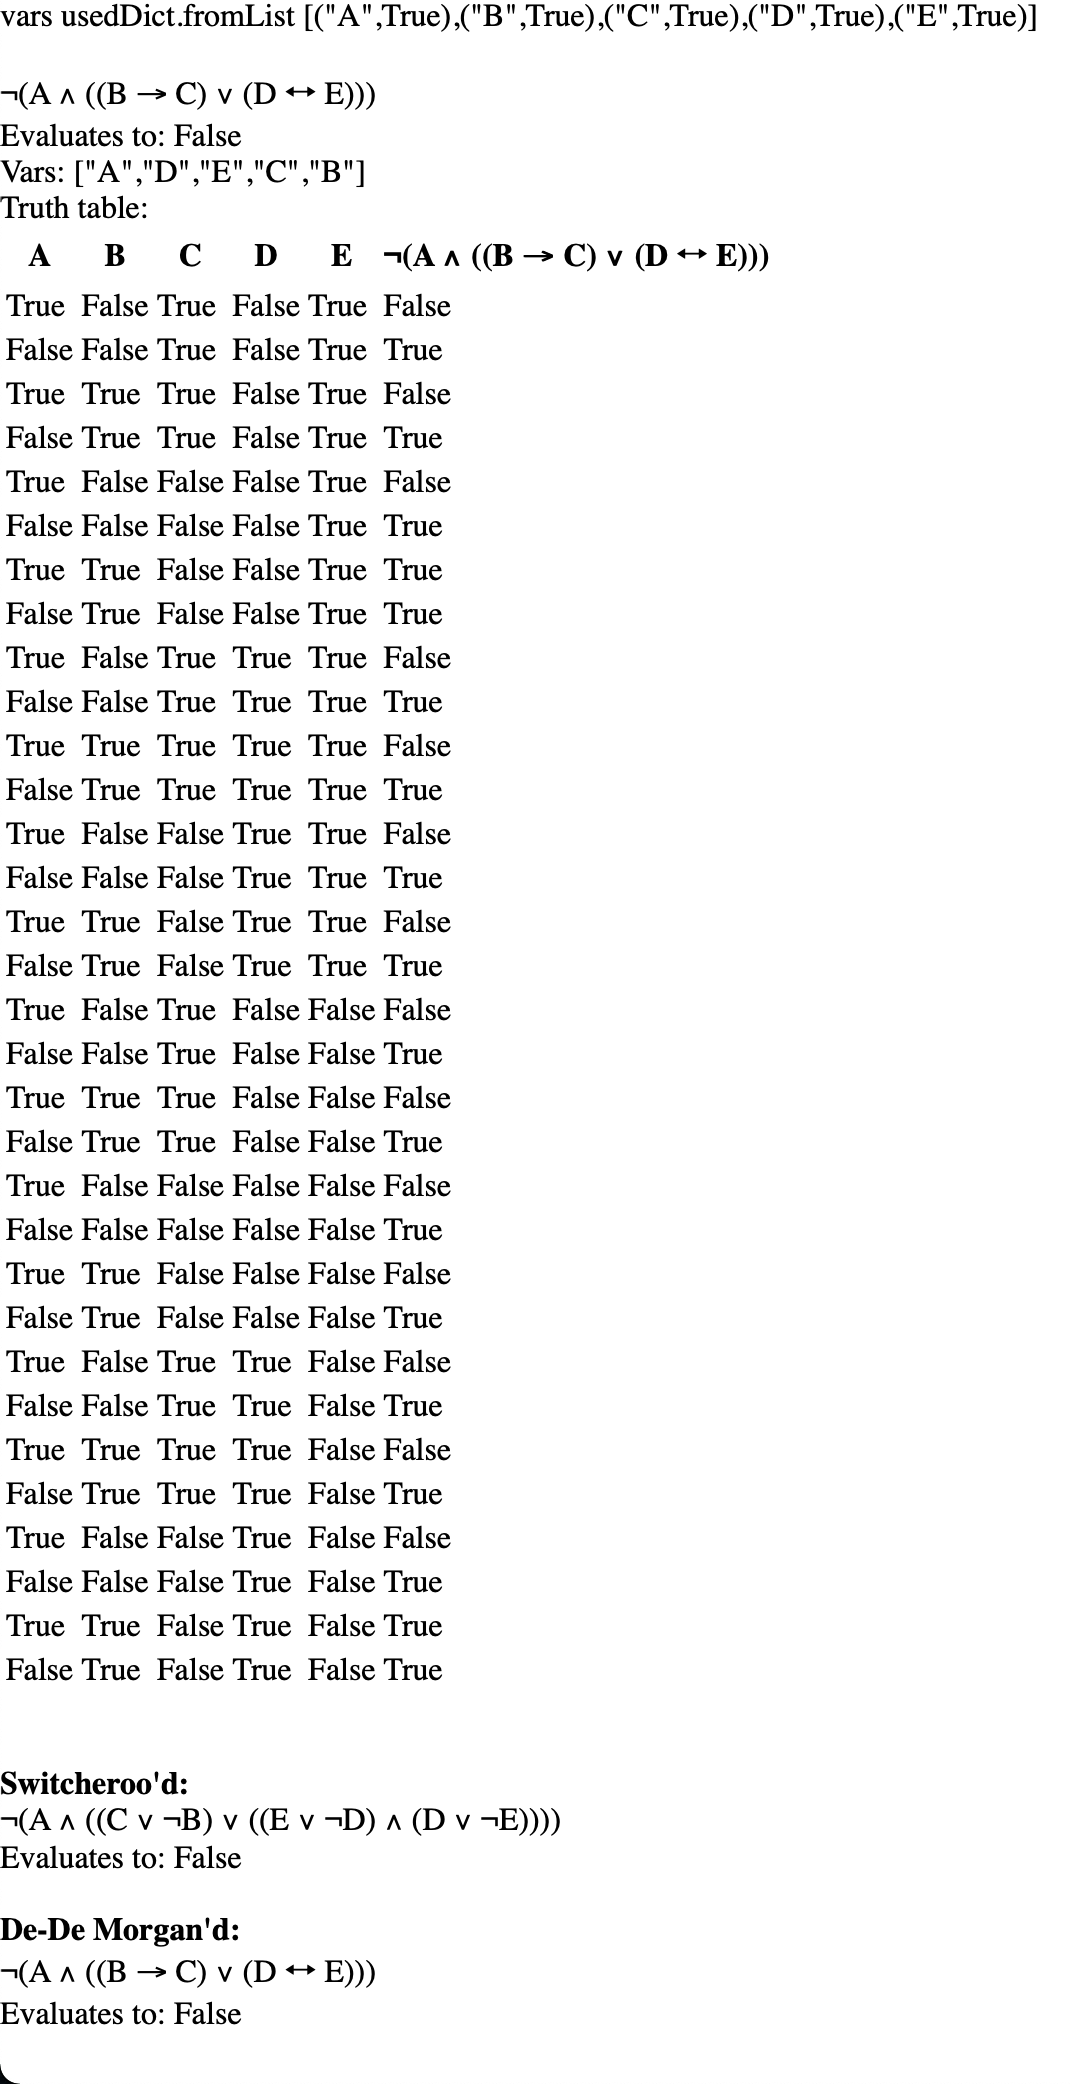 vars usedDict.fromList [("A",True),("B",True),("C",True),("D",True),("E",True)]
¬(A ∧ ((B → C) ∨ (D ↔ E)))
Evaluates to: False
Vars: ["A","D","E","C","B"]
Truth table:
A B C D E ¬(A ∧ ((B → C) ∨ (D ↔ E)))
True False True False True False
False False True False True True
True True True False True False
False True True False True True
True False False False True False
False False False False True True
True True False False True True
False True False False True True
True False True True True False
False False True True True True
True True True True True False
False True True True True True
True False False True True False
False False False True True True
True True False True True False
False True False True True True
True False True False False False
False False True False False True
True True True False False False
False True True False False True
True False False False False False
False False False False False True
True True False False False False
False True False False False True
True False True True False False
False False True True False True
True True True True False False
False True True True False True
True False False True False False
False False False True False True
True True False True False True
False True False True False True
Switcheroo'd:
¬(A ∧ ((C ∨ ¬B) ∨ ((E ∨ ¬D) ∧ (D ∨ ¬E))))
Evaluates to: False
De-De Morgan'd:
¬(A ∧ ((B → C) ∨ (D ↔ E)))
Evaluates to: False